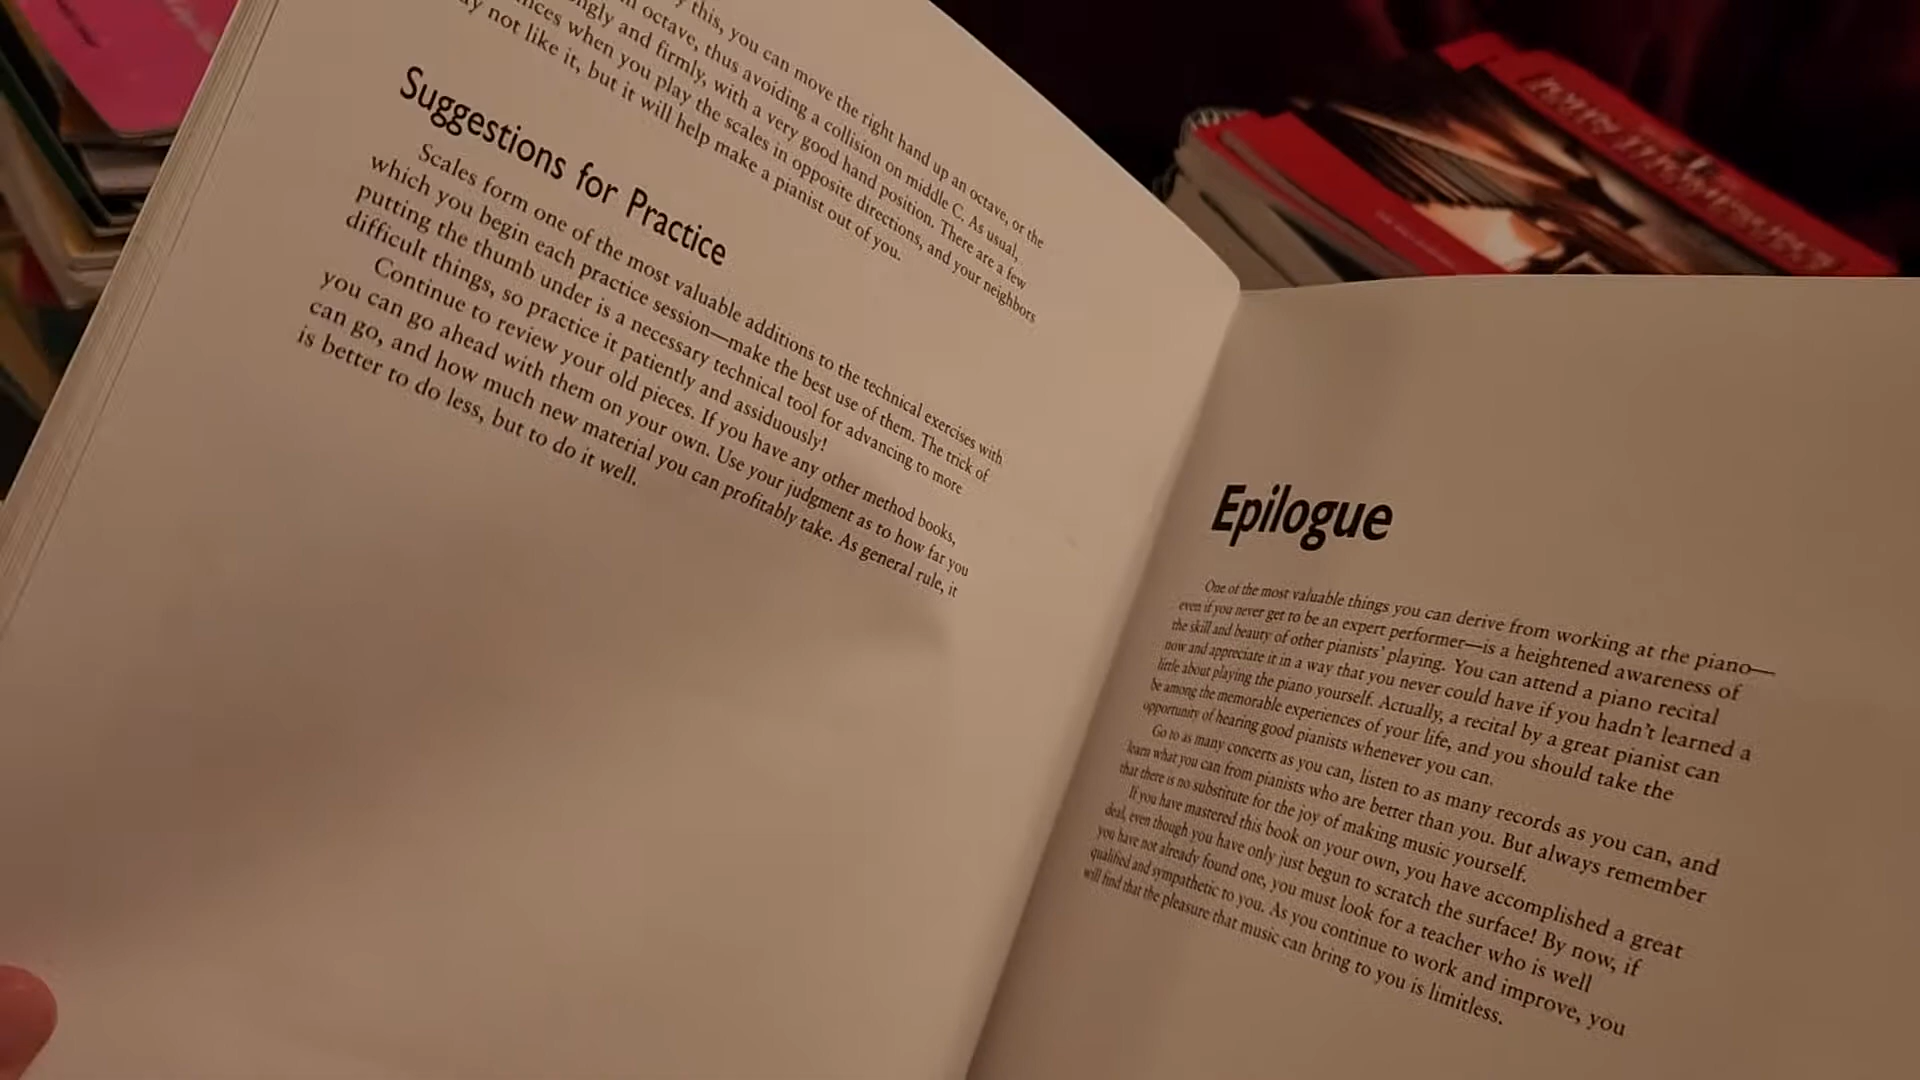 this, you can move the right hand up an octave, or the
octave, thus avoiding a collision on middle C. As usual,
and firmly, with a very good hand position. There are a few
when you play the scales in opposite directions, and your neighbors
not like it, but it will help make a pianist out of you.
Suggestions for Practice
Scales form one of the most valuable additions to the technical exercises with
which you begin each practice session—make the best use of them. The trick of
putting the thumb under is a necessary technical tool for advancing to more
difficult things, so practice it patiently and assiduously!
Continue to review your old pieces. If you have any other method books,
you can go ahead with them on your own. Use your judgment as to how far you
can go, and how much new material you can profitably take. As general rule, it
is better to do less, but to do it well.
Epilogue
One of the most valuable things you can derive from working at the piano—
even if you never get to be an expert performer—is a heightened awareness of
the skill and beauty of other pianists' playing. You can attend a piano recital
now and appreciate it in a way that you never could have if you hadn't learned a
little about playing the piano yourself. Actually, a recital by a great pianist can
be among the memorable experiences of your life, and you should take the
opportunity of hearing good pianists whenever you can.
Go to as many concerts as you can, listen to as many records as you can, and
learn what you can from pianists who are better than you. But always remember
that there is no substitute for the joy of making music yourself.
If you have mastered this book on your own, you have accomplished a great
deal, even though you have only just begun to scratch the surface! By now, if
you have not already found one, you must look for a teacher who is well
qualified and sympathetic to you. As you continue to work and improve, you
will find that the pleasure that music can bring to you is limitless.
JOHN THOMPSON'S